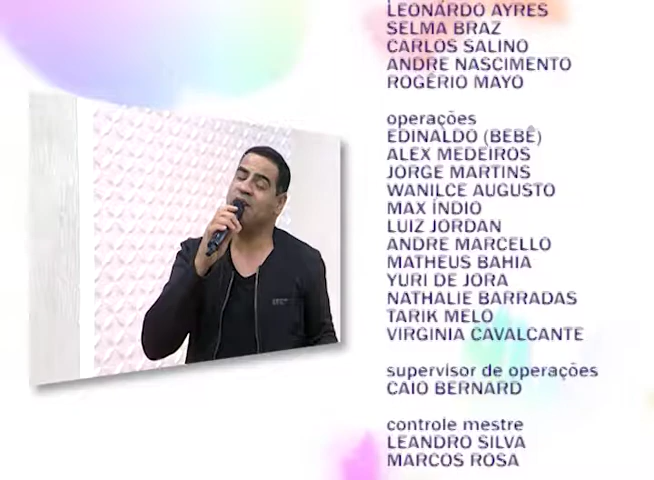 LEONARDO AYRES
SELMA BRAZ
CARLOS SALINO
ANDRE NASCIMENTO
ROGÉRIO MAYO
operações
EDINALDO (BEBÊ)
ALEX MEDEIROS
JORGE MARTINS
WANILCE AUGUSTO
MAX ÍNDIO
LUIZ JORDAN
ANDRE MARCELLO
MATHEUS BAHIA
YURI DE JORA
NATHALIE BARRADAS
TARIK MELO
VIRGINIA CAVALCANTE
supervisor de operações
CAIO BERNARD
controle mestre
LEANDRO SILVA
MARCOS ROSA